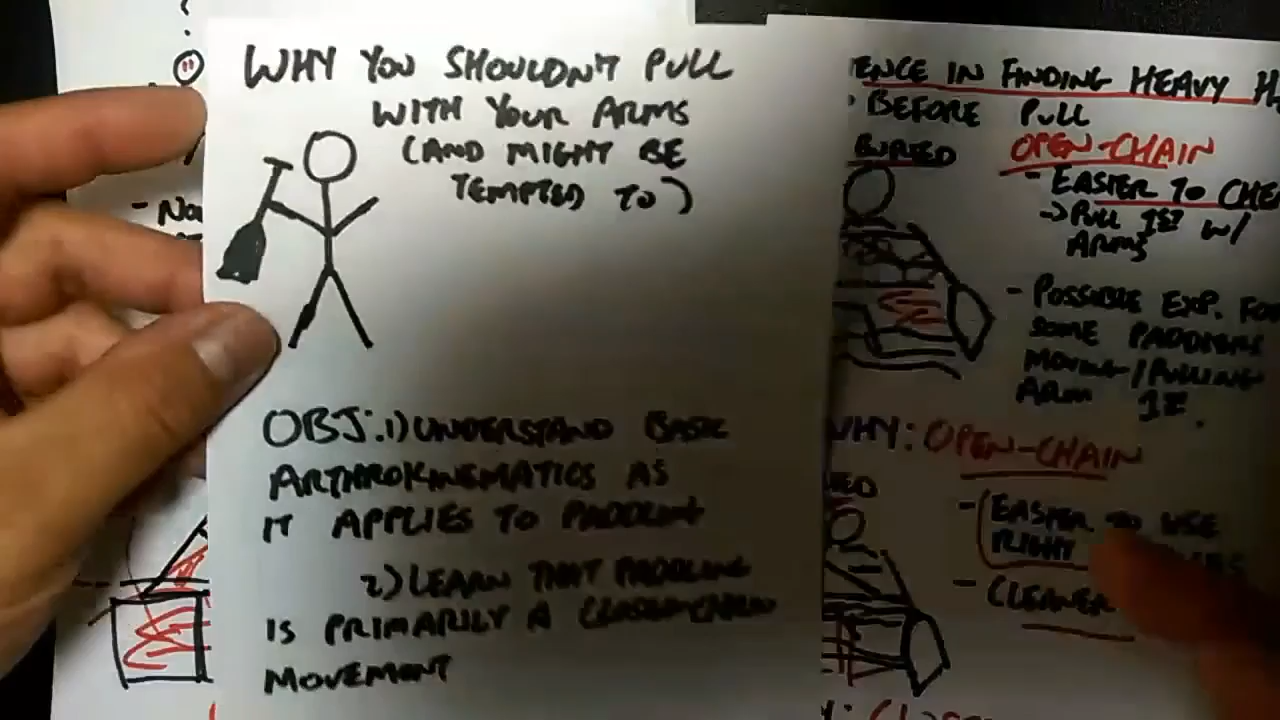 WHY YOU SHOULDN'T PULL
WITH YOUR ARMS
(AND MIGHT BE
TEMPTED TO)
OBJ: 1) UNDERSTAND BASIC
ARTHROKINEMATICS AS
IT APPLIES TO PADDLING
2) LEARN THAT PADDLING
IS PRIMARILY A CLOSED-CHAIN
MOVEMENT
- NO
ENCE IN FINDING HEAVY H
• BEFORE PULL
BURIED
OPEN-CHAIN
- EASIER TO CHE
→ PULL 1ST W/
ARMS
- POSSIBLE EXP. FOR
SOME PADDLERS
MOVING/PULLING
ARM 1ST.
WHY: OPEN-CHAIN
IED
- EASIER TO USE
RIGHT
- CLEANER